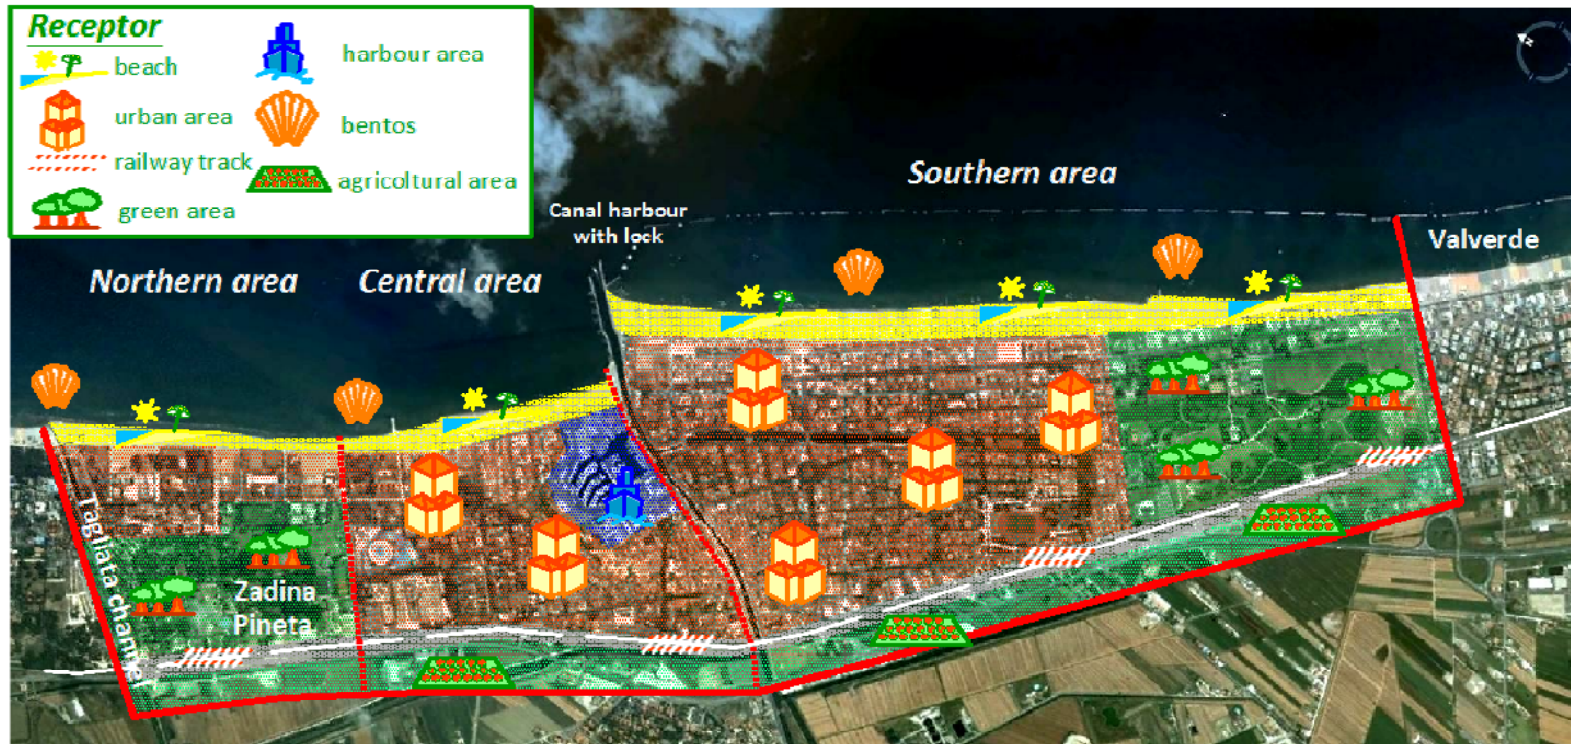 Receptor
beach
urban area
railway track
green area
harbour area
bentos
agricoltural area
Southern area
Canal harbour
with lock
Valverde
Northern area
Central area
Tagliata channel
Zadina
Pineta
N